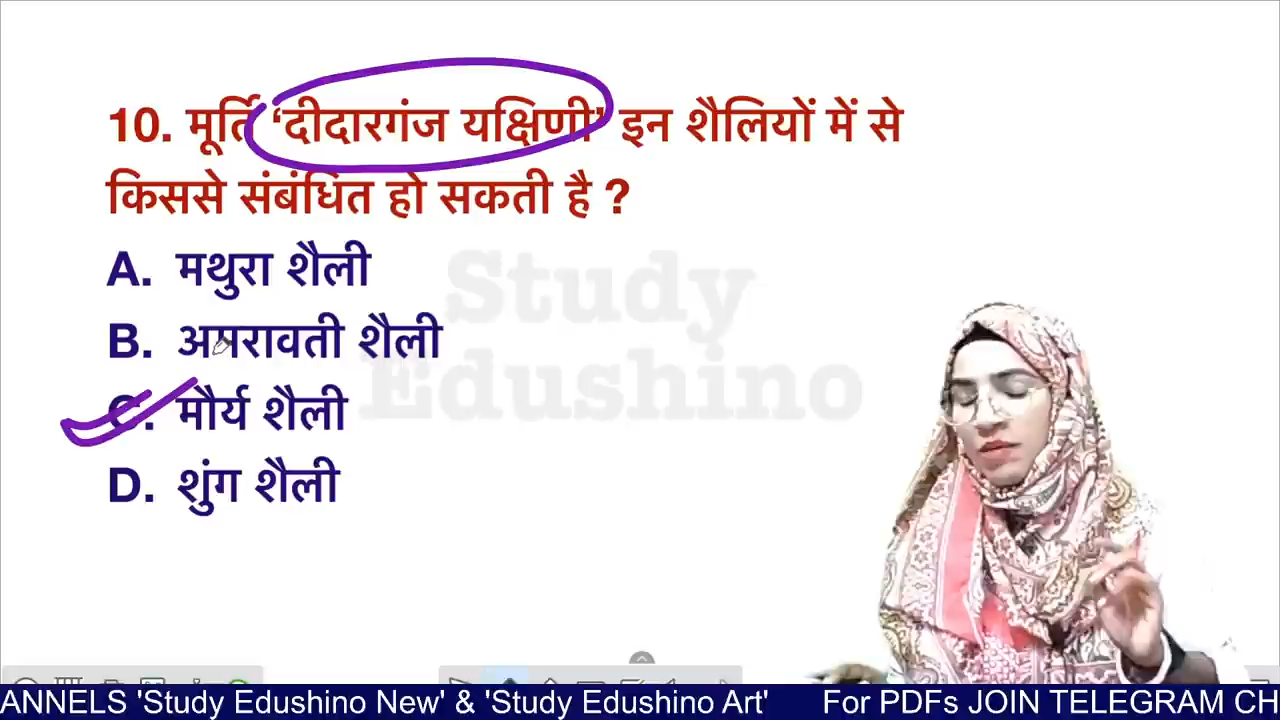 10. मूर्ति ‘दीदारगंज यक्षिणी’ इन शैलियों में से
किससे संबंधित हो सकती है ?
A. मथुरा शैली
B. अमरावती शैली
C. मौर्य शैली
D. शुंग शैली
Study
Edushino
ANNELS 'Study Edushino New' & 'Study Edushino Art' For PDFs JOIN TELEGRAM CH